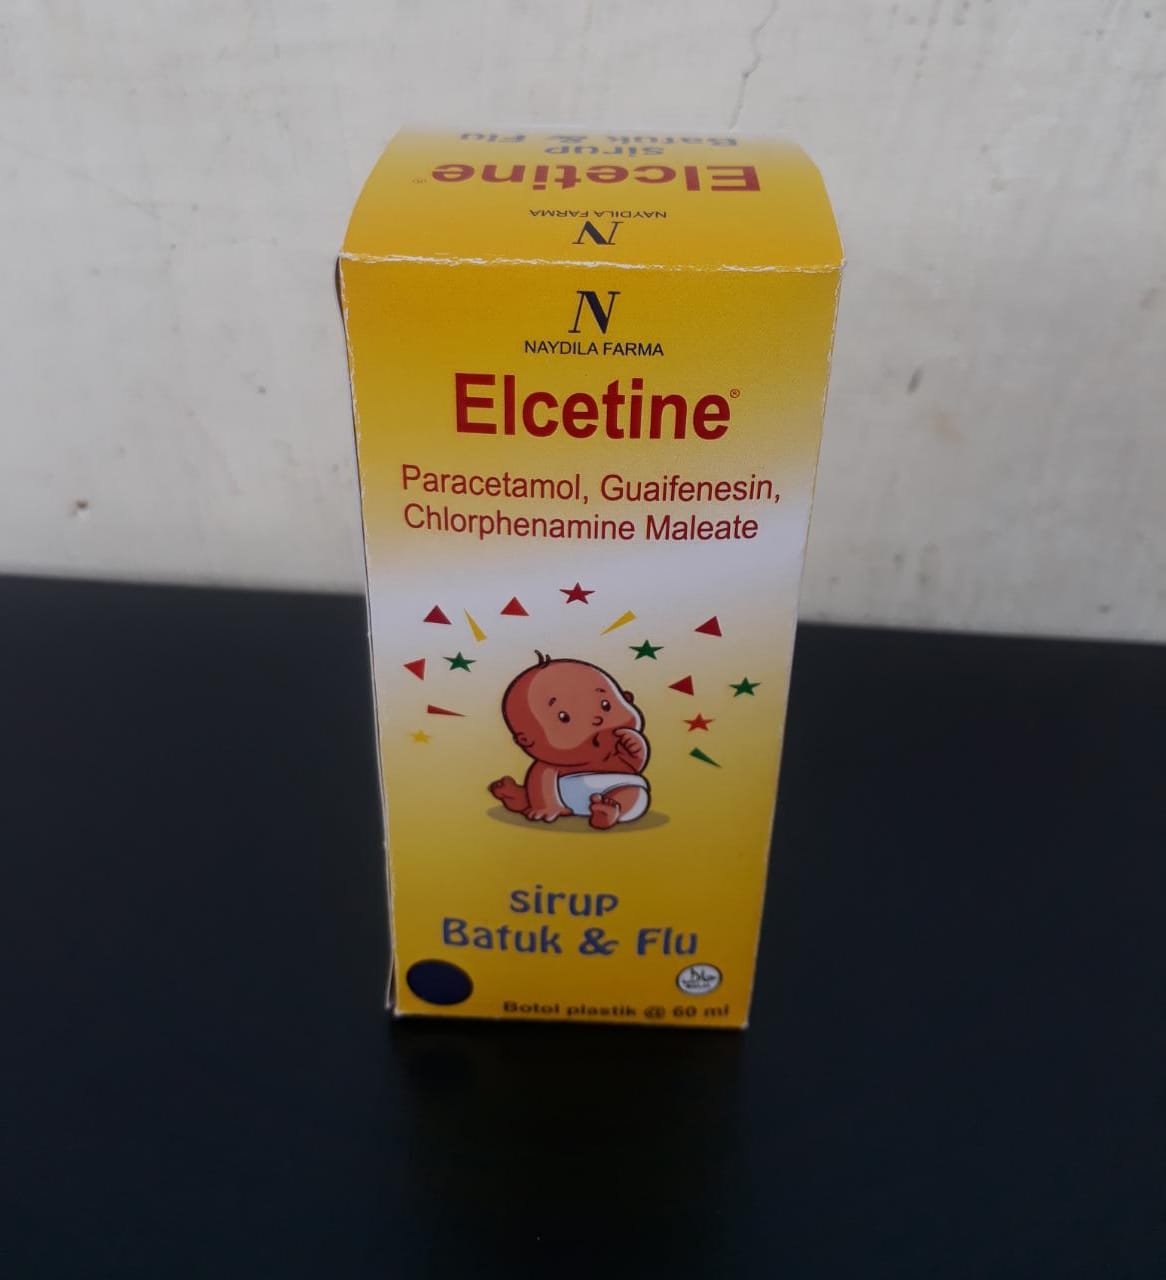 Batuk & Flu
sirup
Elcetine®
NAYDILA FARMA
N
N
NAYDILA FARMA
Elcetine®
Paracetamol, Guaifenesin,
Chlorphenamine Maleate
sirup
Batuk & Flu
حلال
Botol plastik @ 60 ml